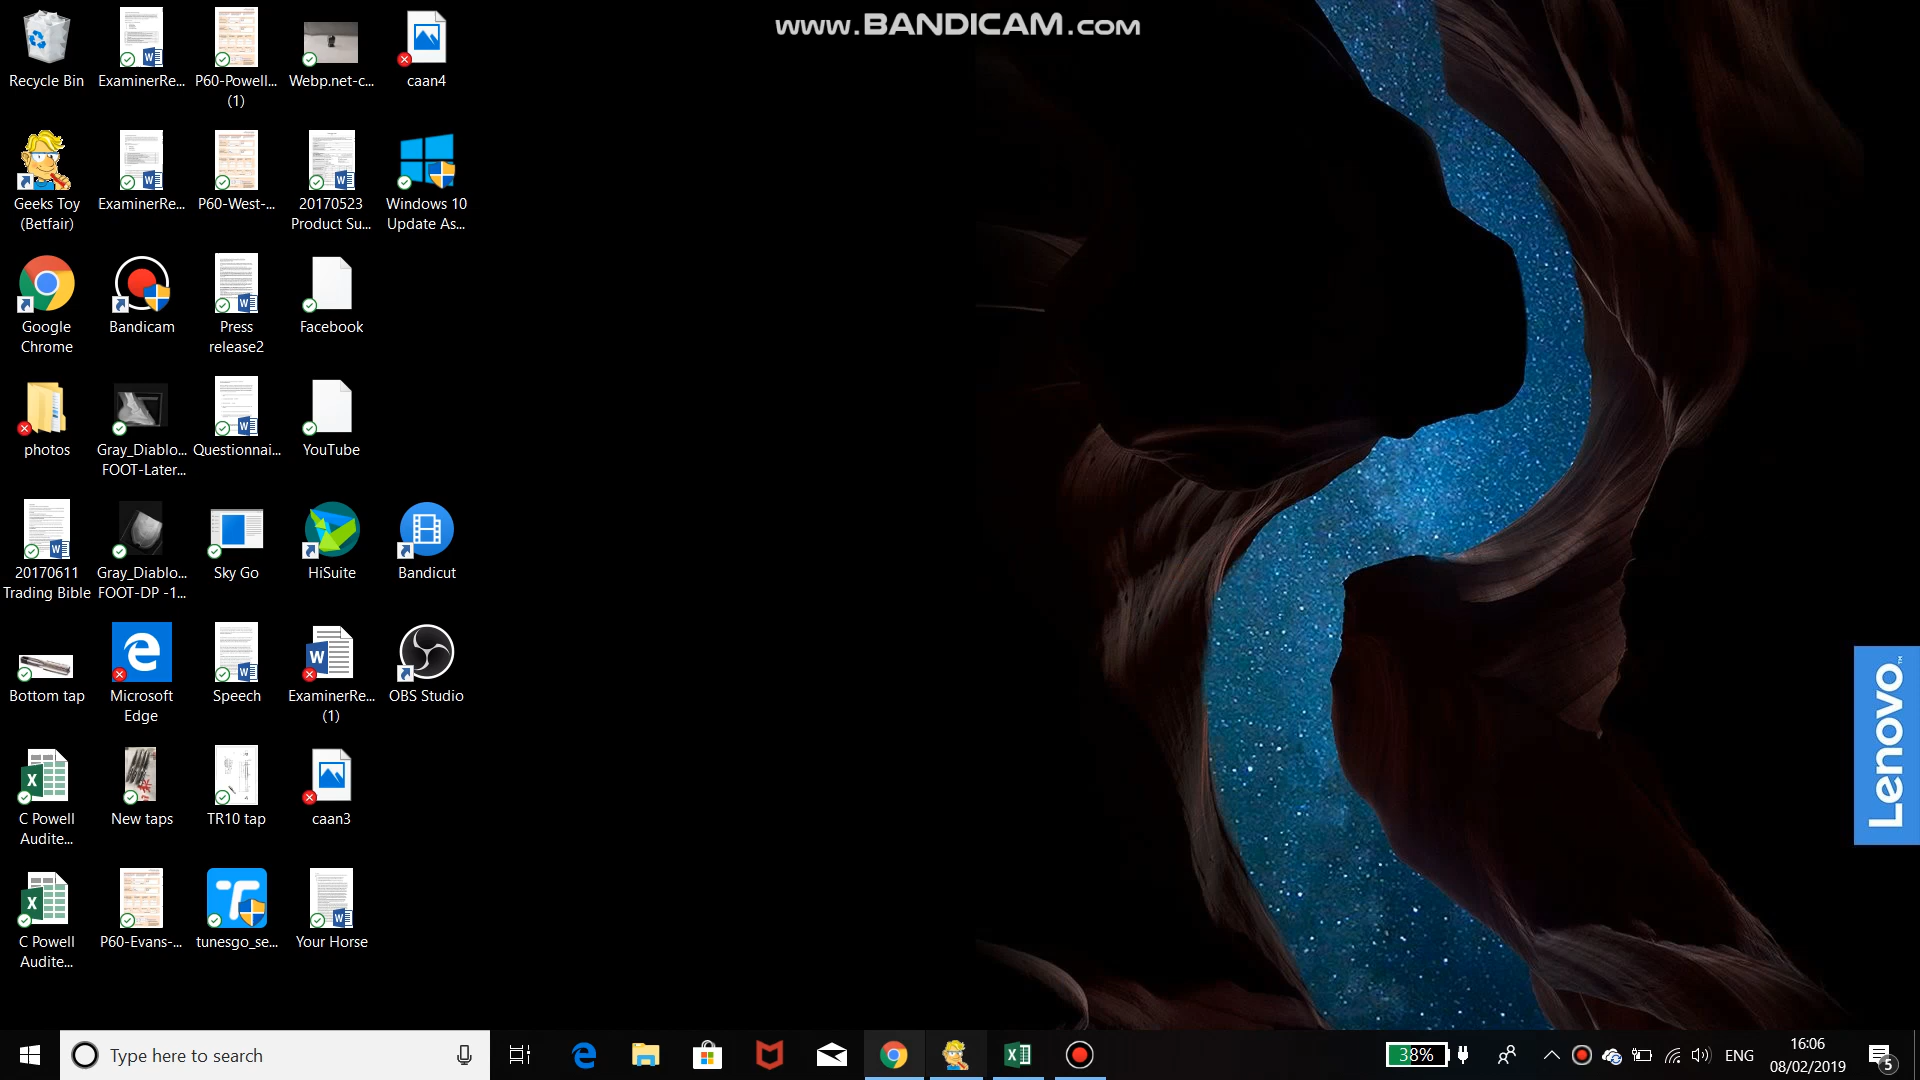 www.BANDICAM.com
Recycle Bin
ExaminerRe...
P60-Powell...
(1)
Webp.net-c...
caan4
Geeks Toy
(Betfair)
ExaminerRe...
P60-West-...
20170523
Product Su...
Windows 10
Update As...
Google
Chrome
Bandicam
Press
release2
Facebook
photos
Gray_Diablo...
FOOT-Later...
Questionnai...
YouTube
20170611
Trading Bible
Gray_Diablo...
FOOT-DP -1...
Sky Go
HiSuite
Bandicut
Bottom tap
Microsoft
Edge
Speech
ExaminerRe...
(1)
OBS Studio
C Powell
Audite...
New taps
TR10 tap
caan3
C Powell
Audite...
P60-Evans-...
tunesgo_se...
Your Horse
Lenovo™
Type here to search
38%
ENG
16:06
08/02/2019
5